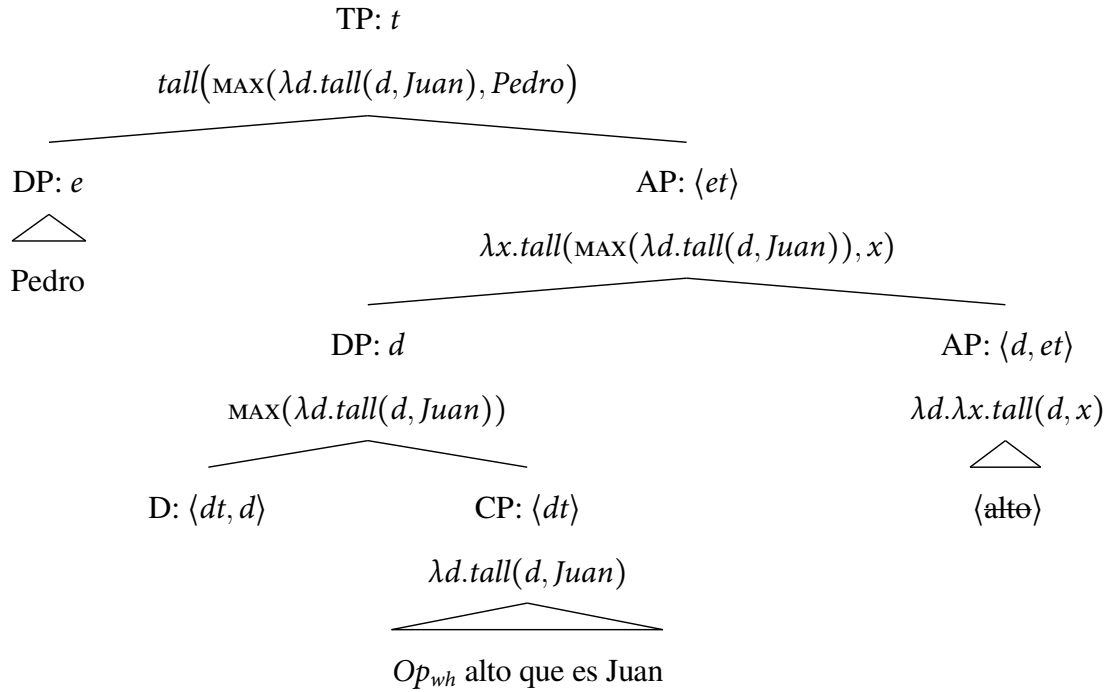 TP: t
tall(MAX(λd.tall(d, Juan), Pedro)
DP: e AP: ⟨et⟩
λx.tall(MAX(λd.tall(d, Juan)), x)
Pedro
DP: d AP: ⟨d, et⟩
MAX(λd.tall(d, Juan)) λd.λx.tall(d, x)
D: ⟨dt, d⟩ CP: ⟨dt⟩ ⟨alto⟩
λd.tall(d, Juan)
Op_wh alto que es Juan